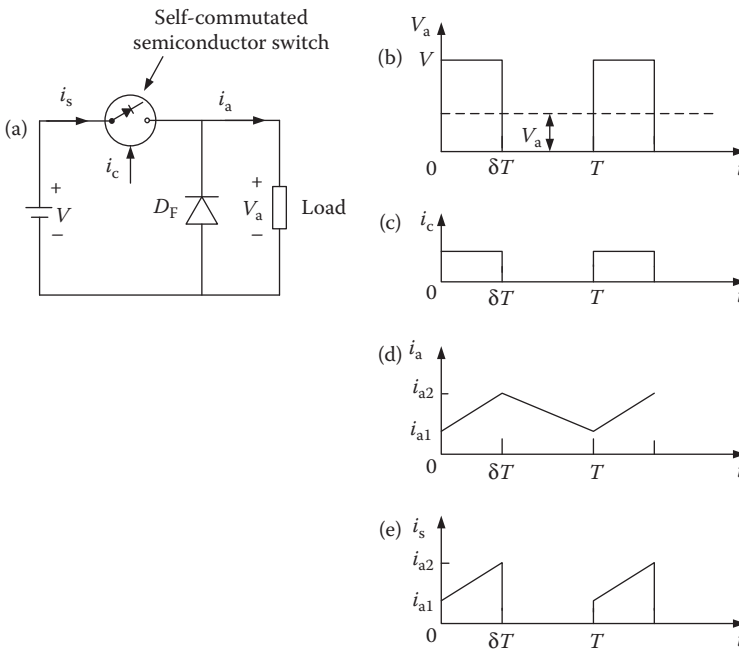 Self-commutated
semiconductor switch
(a)
i_s
i_a
i_c
+
V
−
D_F
+
V_a
−
Load
(b)
V_a
V
V_a
0
δT
T
t
(c)
i_c
0
δT
T
t
(d)
i_a
i_a2
i_a1
0
δT
T
t
(e)
i_s
i_a2
i_a1
0
δT
T
t